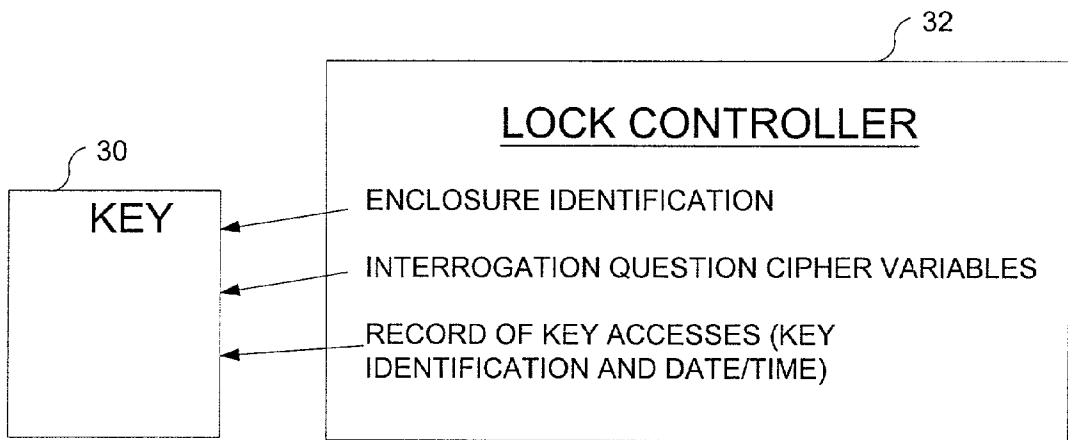 32
LOCK CONTROLLER
30
KEY
ENCLOSURE IDENTIFICATION
INTERROGATION QUESTION CIPHER VARIABLES
RECORD OF KEY ACCESSES (KEY
IDENTIFICATION AND DATE/TIME)